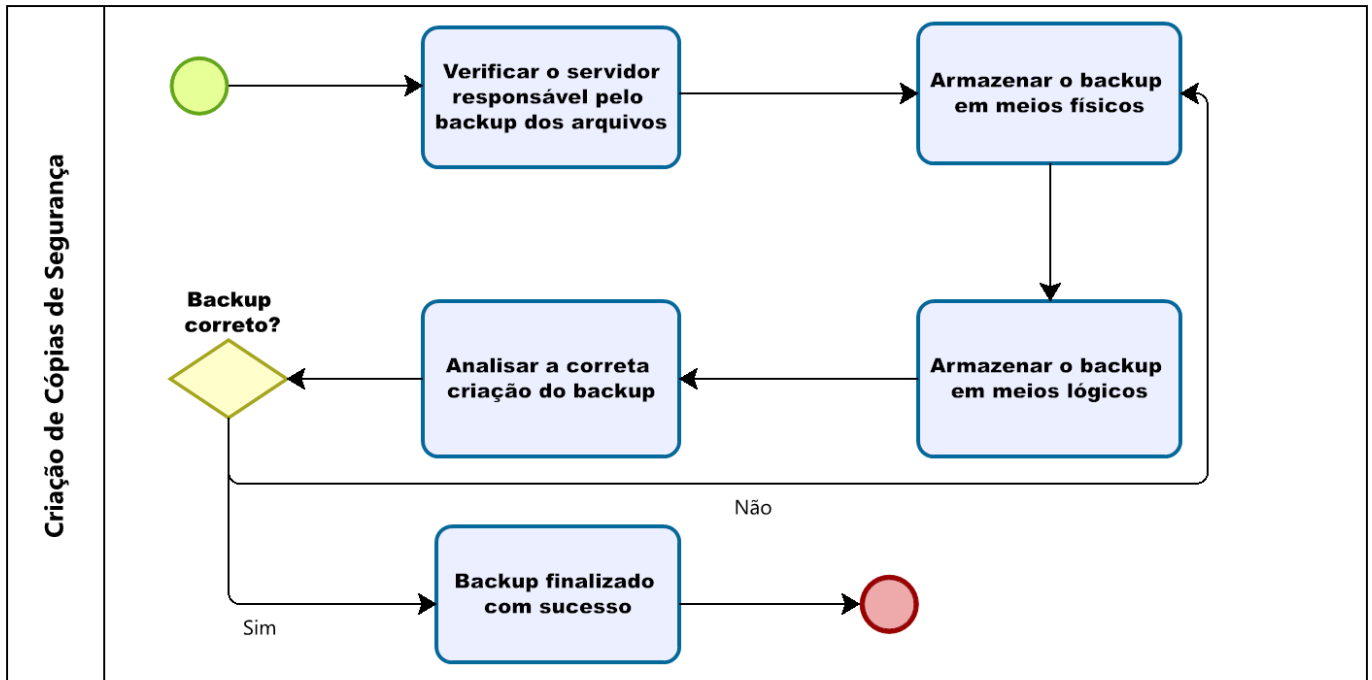 Criação de Cópias de Segurança
Verificar o servidor
responsável pelo
backup dos arquivos
Armazenar o backup
em meios físicos
Armazenar o backup
em meios lógicos
Analisar a correta
criação do backup
Backup
correto?
Não
Sim
Backup finalizado
com sucesso